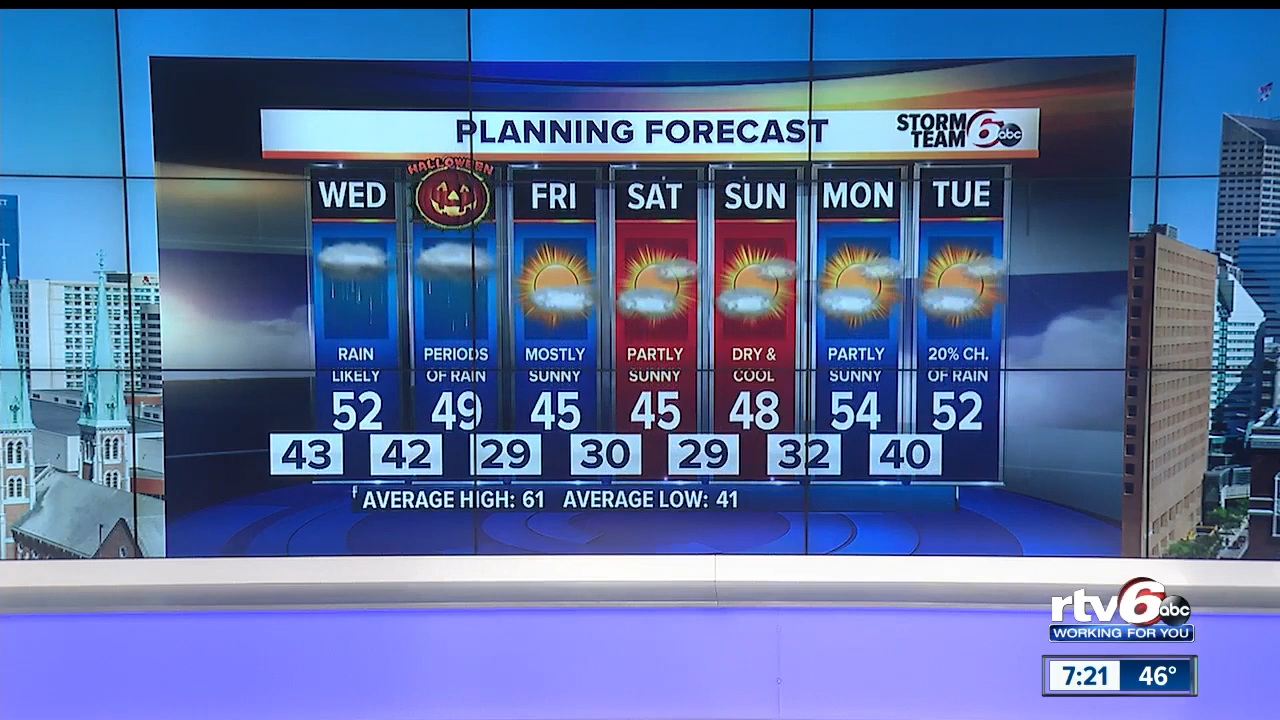 PLANNING FORECAST
STORM TEAM 6 abc
WED
HALLOWEEN
FRI
SAT
SUN
MON
TUE
RAIN
LIKELY
52
PERIODS
OF RAIN
49
MOSTLY
SUNNY
45
PARTLY
SUNNY
45
DRY &
COOL
48
PARTLY
SUNNY
54
20% CH.
OF RAIN
52
43 42 29 30 29 32 40
AVERAGE HIGH: 61 AVERAGE LOW: 41
rtv6 abc
WORKING FOR YOU
7:21 46°